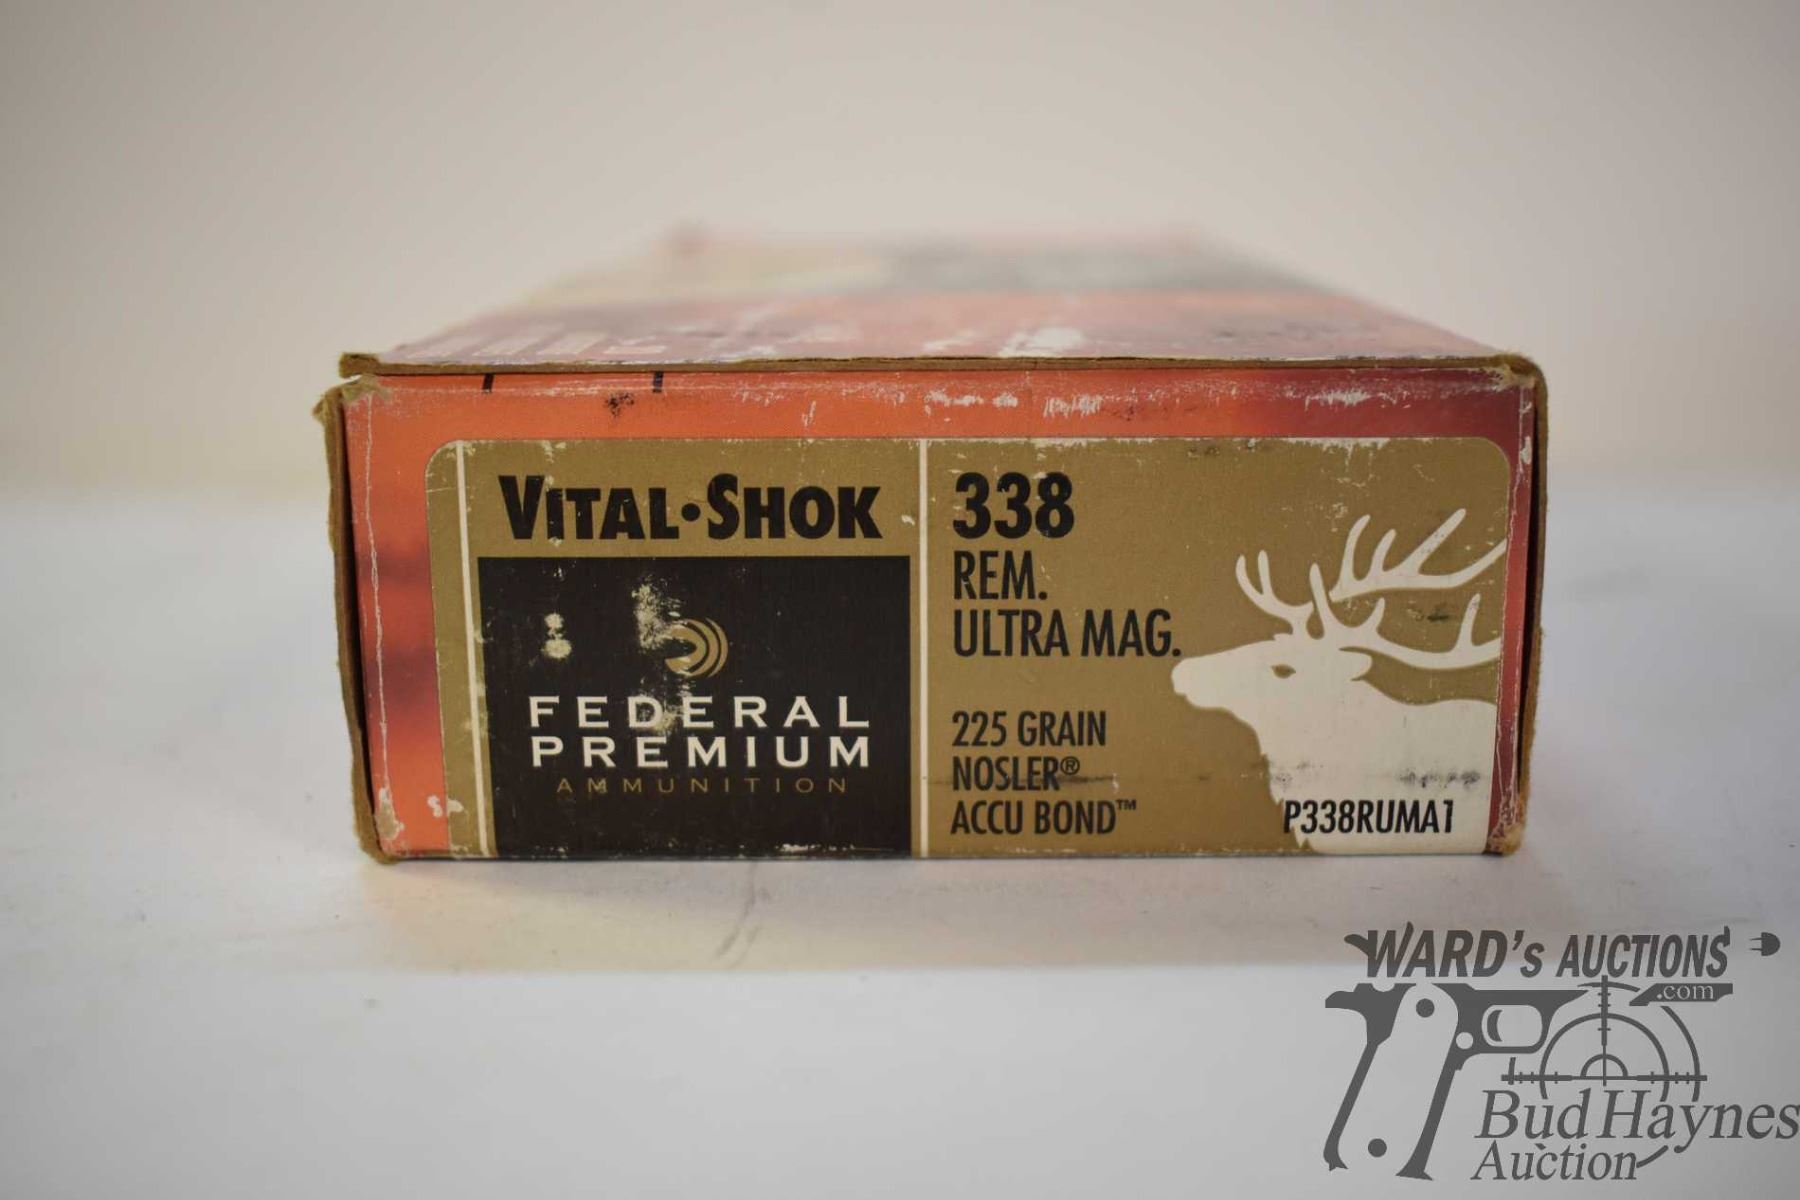 VITAL•SHOK
FEDERAL
PREMIUM
AMMUNITION
338
REM.
ULTRA MAG.
225 GRAIN
NOSLER®
ACCU BOND™
P338RUMA1
WARD's AUCTIONS
.com
Bud Haynes
Auction